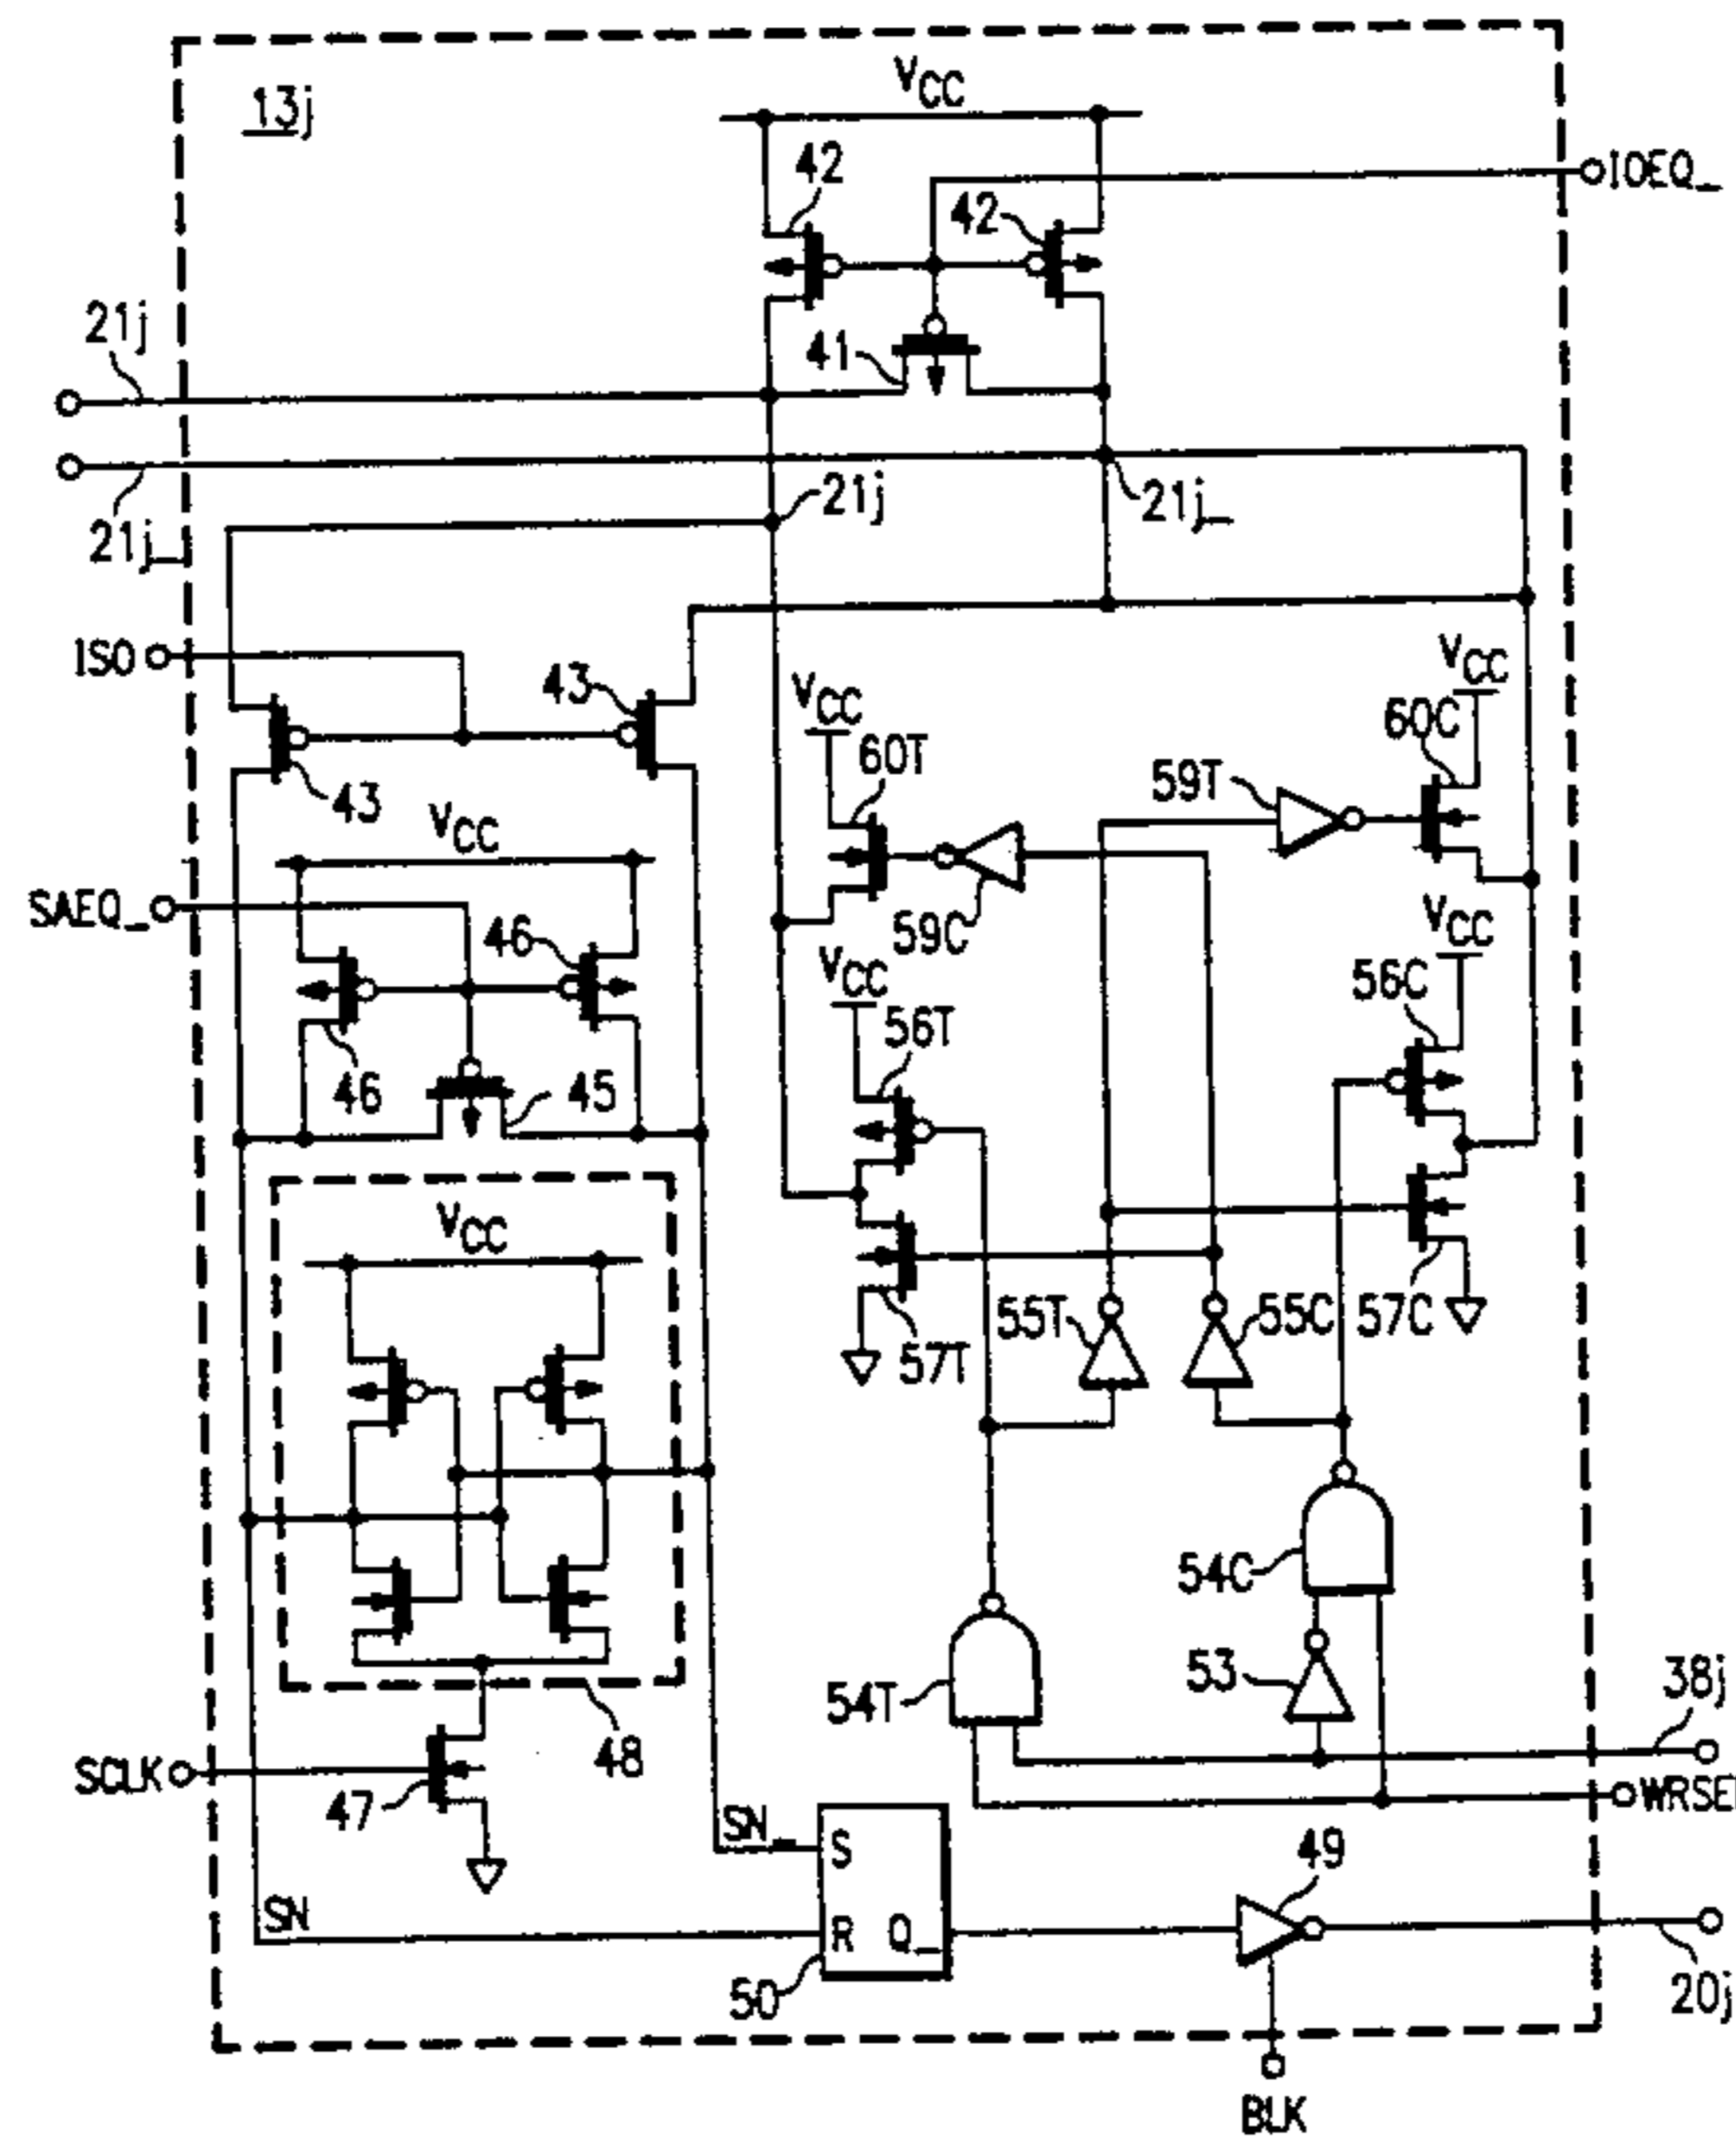 13j
VCC
IOEQ_
42
42
21j
41
21j_
21j
21j_
ISO
43
43
VCC
VCC
60C
VCC
60T
59T
59C
SAEQ_
46
46
45
VCC
56T
VCC
56C
VCC
57T
55T
55C
57C
54C
53
54T
38j
WRSEL
48
SCLK
47
SN_
S
SN
R
Q_
50
49
20j
BLK